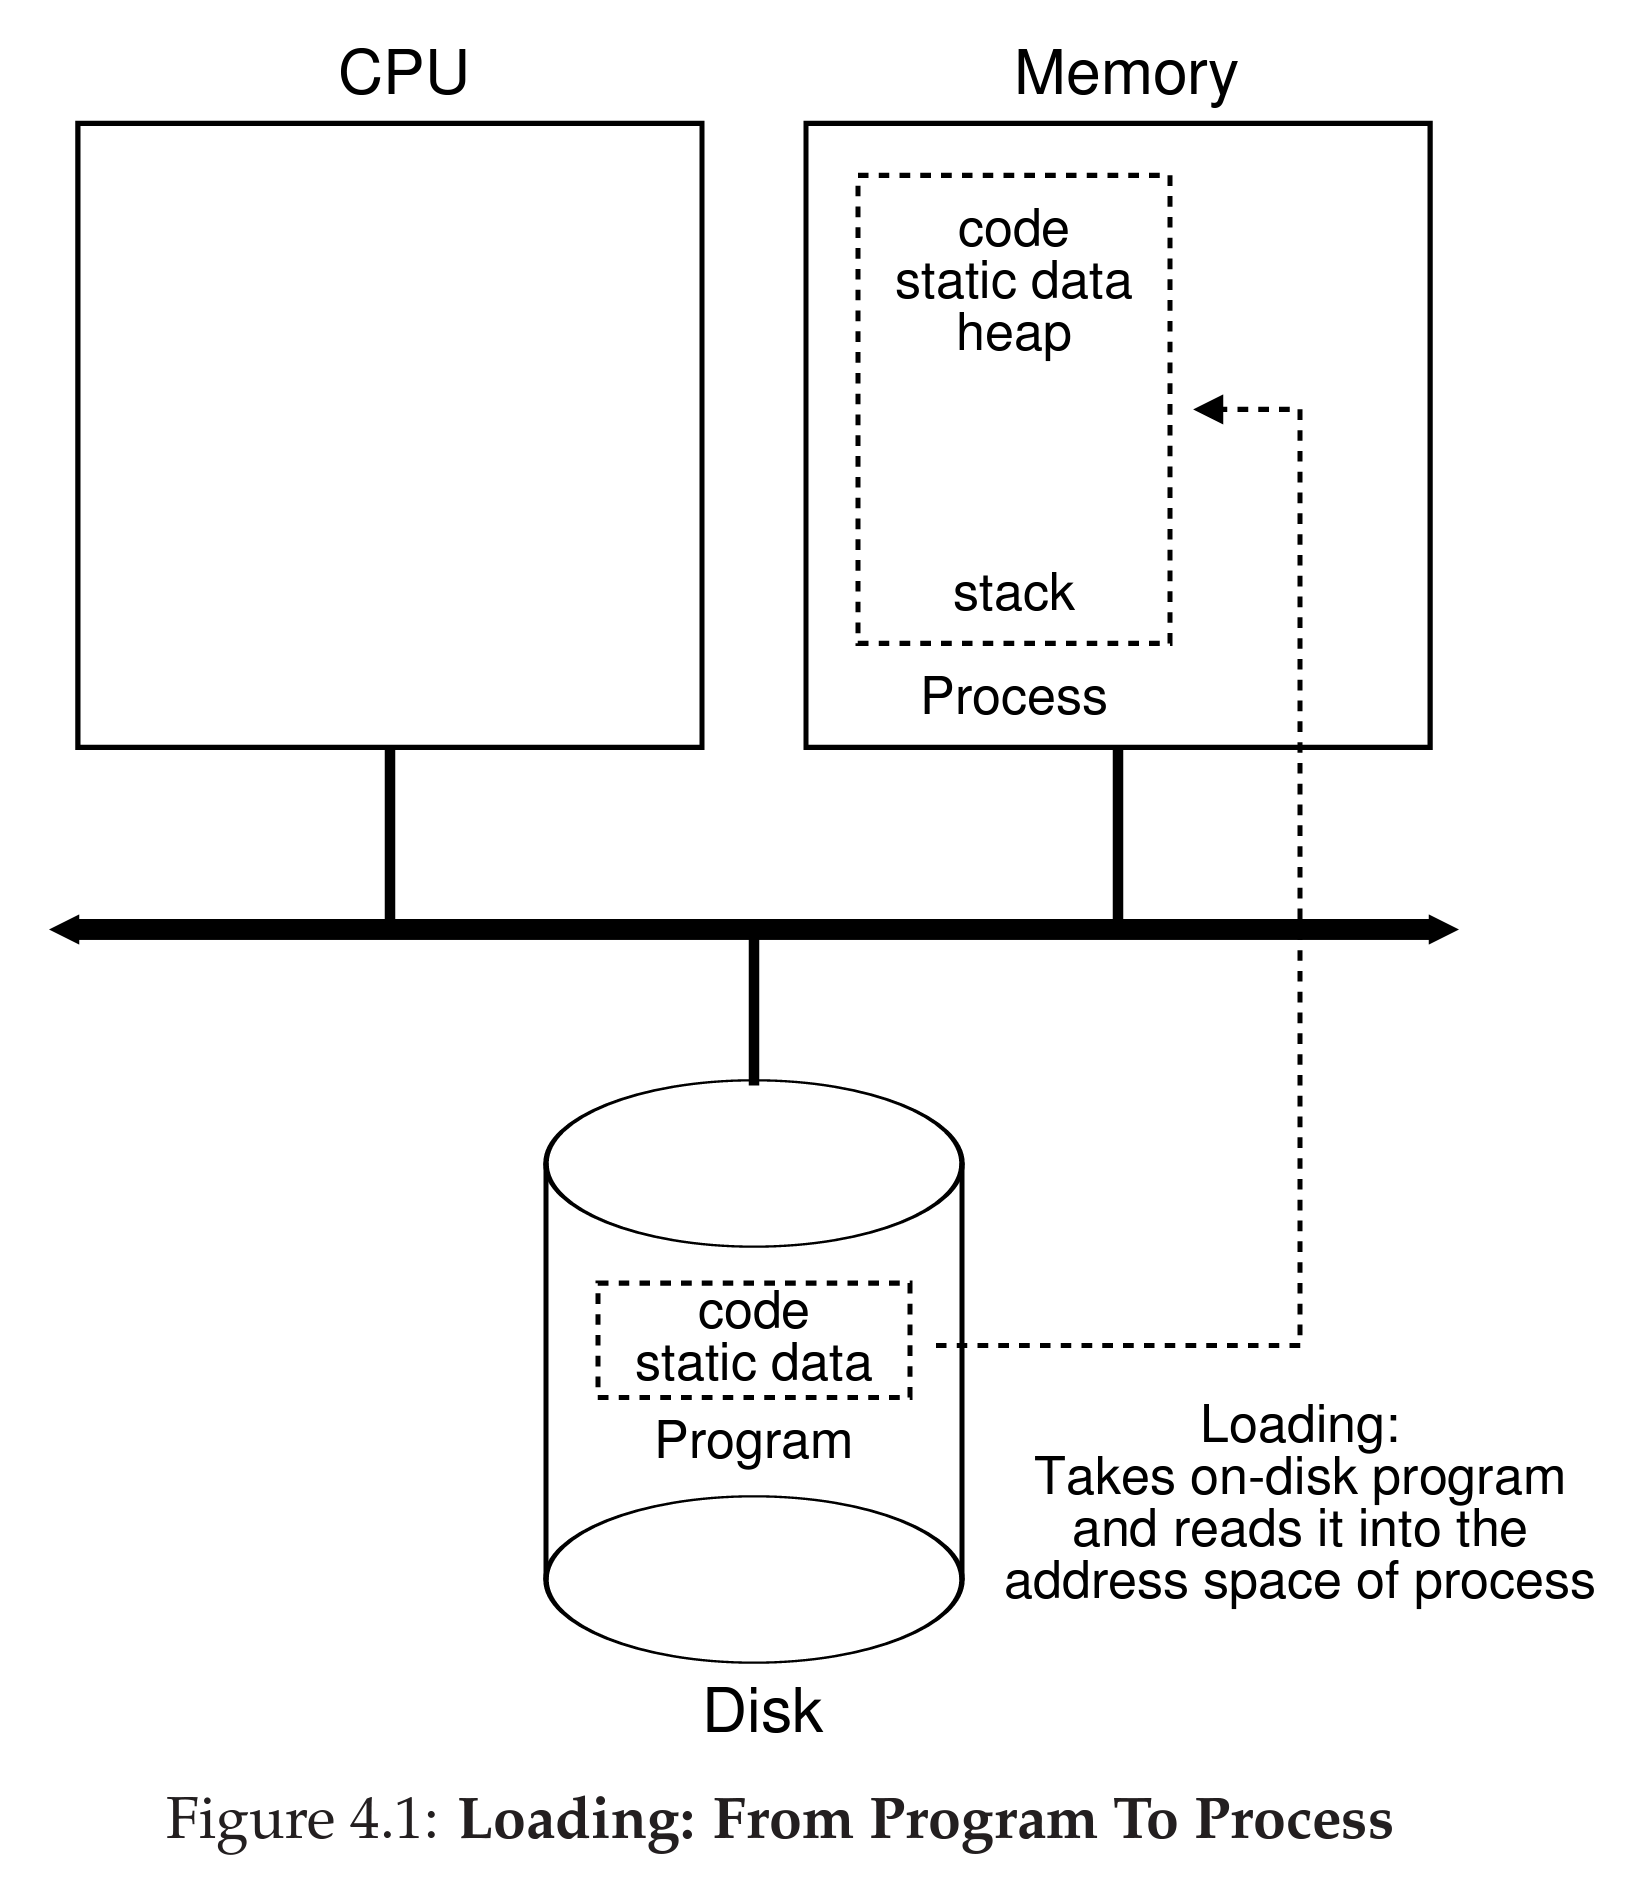 CPU
Memory
code
static data
heap
stack
Process
code
static data
Program
Loading:
Takes on-disk program
and reads it into the
address space of process
Disk
Figure 4.1: Loading: From Program To Process